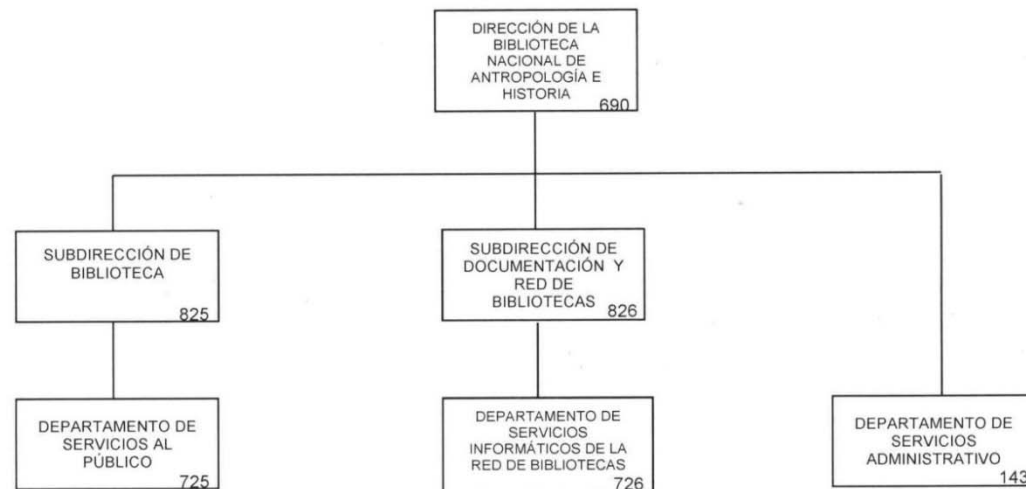 DIRECCIÓN DE LA
BIBLIOTECA
NACIONAL DE
ANTROPOLOGÍA E
HISTORIA
690
SUBDIRECCIÓN DE
BIBLIOTECA
825
SUBDIRECCIÓN DE
DOCUMENTACIÓN Y
RED DE
BIBLIOTECAS
826
DEPARTAMENTO DE
SERVICIOS AL
PÚBLICO
725
DEPARTAMENTO DE
SERVICIOS
INFORMÁTICOS DE LA
RED DE BIBLIOTECAS
726
DEPARTAMENTO DE
SERVICIOS
ADMINISTRATIVO
143